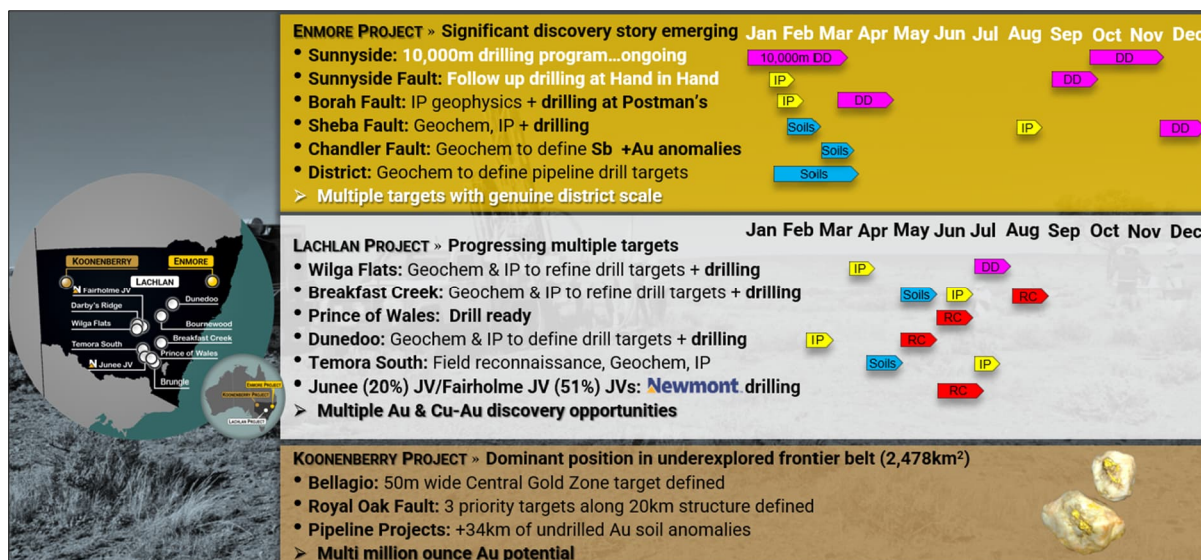 ENMORE PROJECT » Significant discovery story emerging
Jan Feb Mar Apr May Jun Jul Aug Sep Oct Nov Dec
• Sunnyside: 10,000m drilling program...ongoing
10,000m DD
DD
• Sunnyside Fault: Follow up drilling at Hand in Hand
IP
DD
• Borah Fault: IP geophysics + drilling at Postman's
IP
DD
• Sheba Fault: Geochem, IP + drilling
Soils
IP
DD
• Chandler Fault: Geochem to define Sb +Au anomalies
Soils
• District: Geochem to define pipeline drill targets
Soils
➢ Multiple targets with genuine district scale
LACHLAN PROJECT » Progressing multiple targets
Jan Feb Mar Apr May Jun Jul Aug Sep Oct Nov Dec
• Wilga Flats: Geochem & IP to refine drill targets + drilling
IP
DD
• Breakfast Creek: Geochem & IP to refine drill targets + drilling
Soils
IP
RC
• Prince of Wales: Drill ready
RC
• Dunedoo: Geochem & IP to define drill targets + drilling
IP
RC
• Temora South: Field reconnaissance, Geochem, IP
Soils
IP
• Junee (20%) JV/Fairholme JV (51%) JVs: Newmont. drilling
RC
➢ Multiple Au & Cu-Au discovery opportunities
KOONENBERRY PROJECT » Dominant position in underexplored frontier belt (2,478km²)
• Bellagio: 50m wide Central Gold Zone target defined
• Royal Oak Fault: 3 priority targets along 20km structure defined
• Pipeline Projects: +34km of undrilled Au soil anomalies
➢ Multi million ounce Au potential
KOONENBERRY
ENMORE
LACHLAN
Fairholme JV
Darby's Ridge
Wilga Flats
Temora South
Junee JV
Dunedoo
Bournewood
Breakfast Creek
Prince of Wales
Brungle
ENMORE PROJECT
KOONENBERRY PROJECT
LACHLAN PROJECT